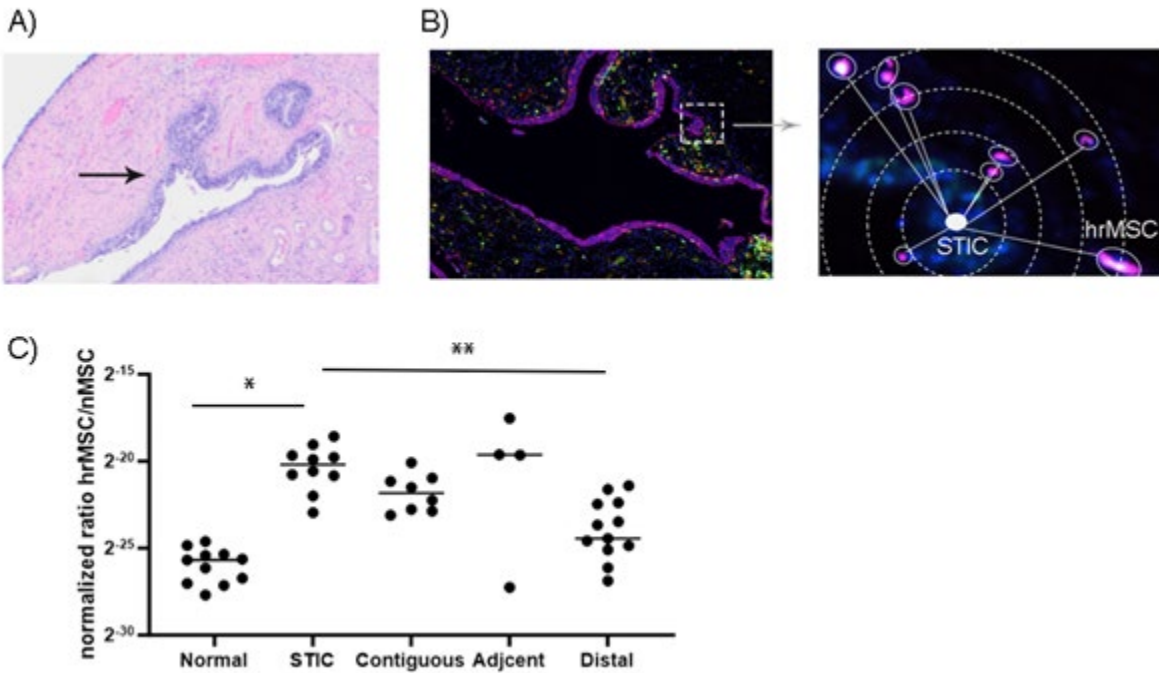 A)
B)
STIC
hrMSC
C)
normalized ratio hrMSC/nMSC
2-15
2-20
2-25
2-30
*
**
Normal STIC Contiguous Adjcent Distal